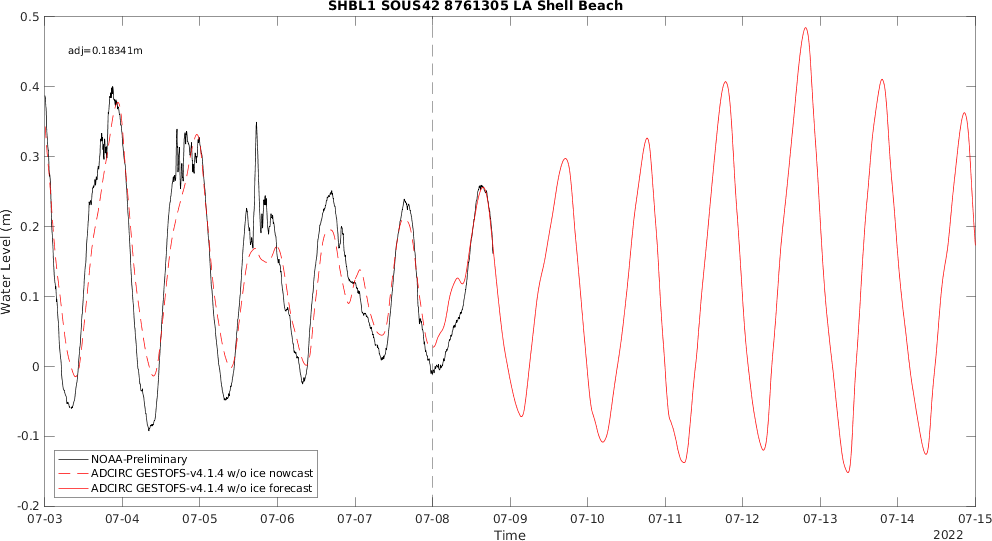 SHBL1 SOUS42 8761305 LA Shell Beach
adj=0.18341m
Water Level (m)
0.5
0.4
0.3
0.2
0.1
0
-0.1
-0.2
NOAA-Preliminary
ADCIRC GESTOFS-v4.1.4 w/o ice nowcast
ADCIRC GESTOFS-v4.1.4 w/o ice forecast
07-03 07-04 07-05 07-06 07-07 07-08 07-09 07-10 07-11 07-12 07-13 07-14 07-15
Time
2022